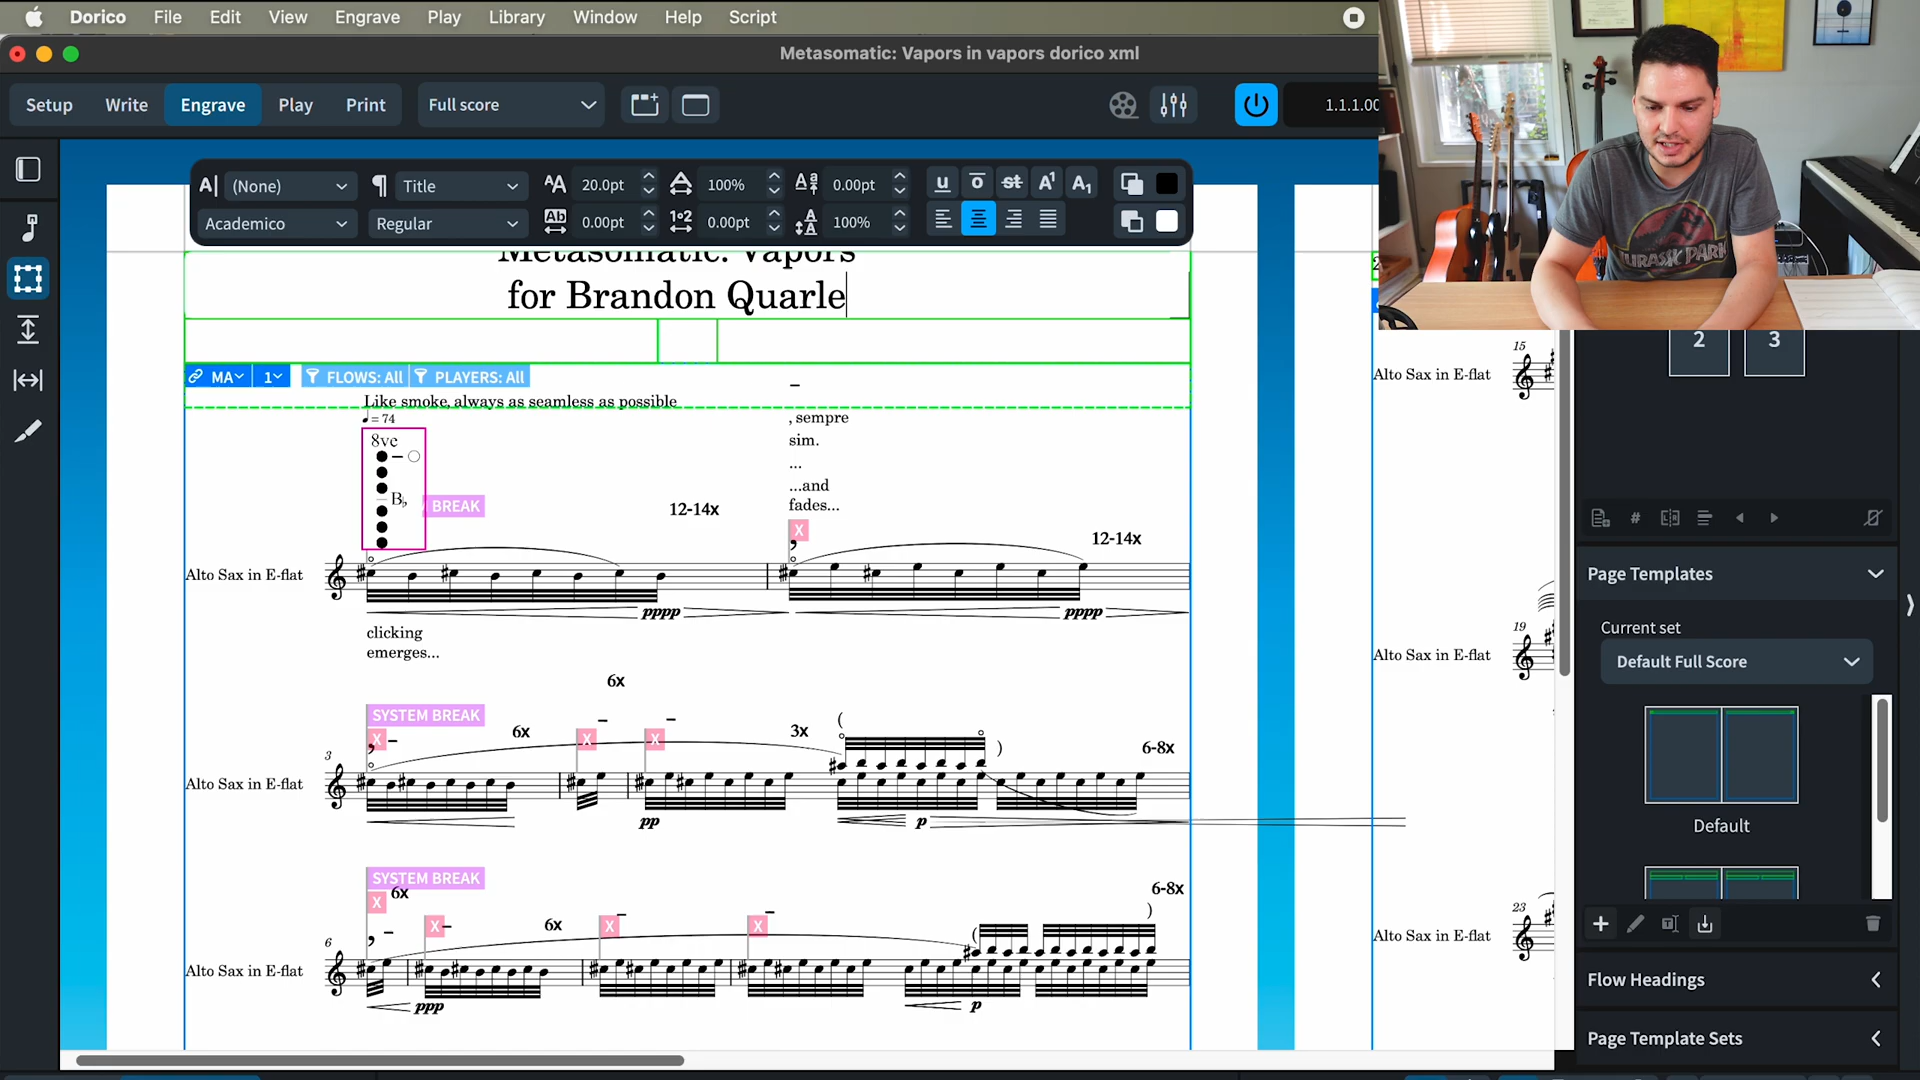 Dorico File Edit View Engrave Play Library Window Help Script
Metasomatic: Vapors in vapors dorico xml
Setup Write Engrave Play Print Full score 1.1.1.00
(None) Title 20.0pt 100% 0.00pt
Academico Regular 0.00pt 0.00pt 100%
Metasomatic: Vapors
for Brandon Quarle
MA 1 FLOWS: All PLAYERS: All
Like smoke, always as seamless as possible
= 74
, sempre
sim.
...
...and
fades...
8ve
B♭
BREAK
12-14x
X
12-14x
Alto Sax in E-flat
pppp
pppp
clicking
emerges...
6x
SYSTEM BREAK
X
6x
X
X
3x
6-8x
3
Alto Sax in E-flat
pp
p
SYSTEM BREAK
X
6x
X
6x
X
X
6-8x
6
Alto Sax in E-flat
ppp
p
2
15
Alto Sax in E-flat
19
Alto Sax in E-flat
23
Alto Sax in E-flat
JURASSIC PARK
2 3
Page Templates
Current set
Default Full Score
Default
Flow Headings
Page Template Sets